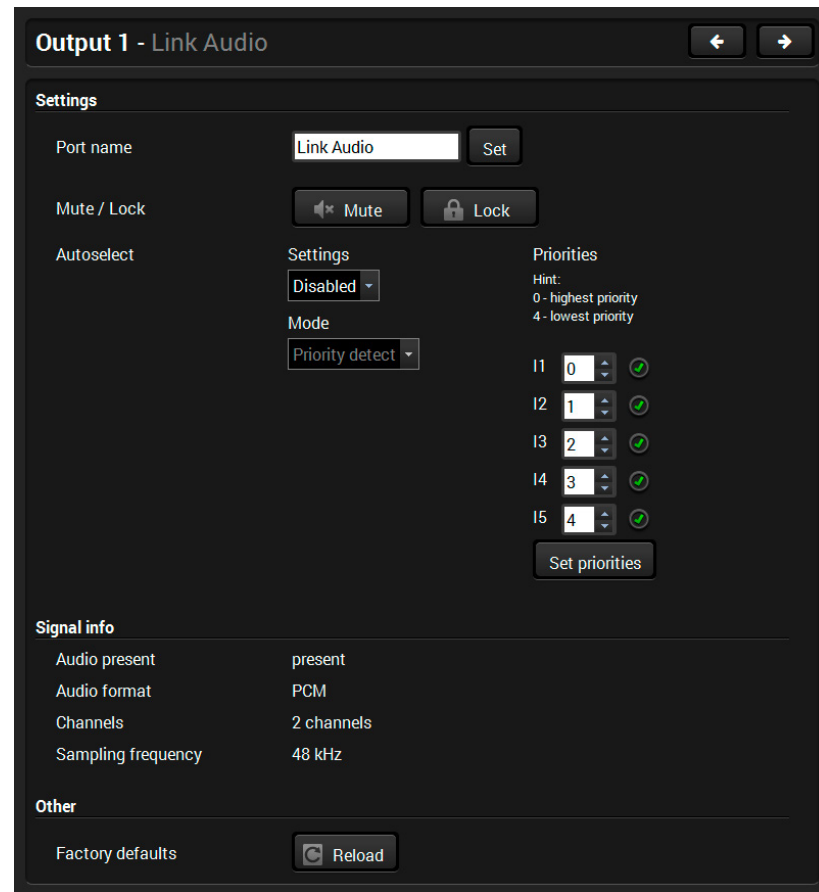 Output 1 - Link Audio
Settings
Port name
Link Audio
Set
Mute / Lock
Mute
Lock
Autoselect
Settings
Disabled
Mode
Priority detect
Priorities
Hint:
0 - highest priority
4 - lowest priority
I1 0
I2 1
I3 2
I4 3
I5 4
Set priorities
Signal info
Audio present present
Audio format PCM
Channels 2 channels
Sampling frequency 48 kHz
Other
Factory defaults
Reload